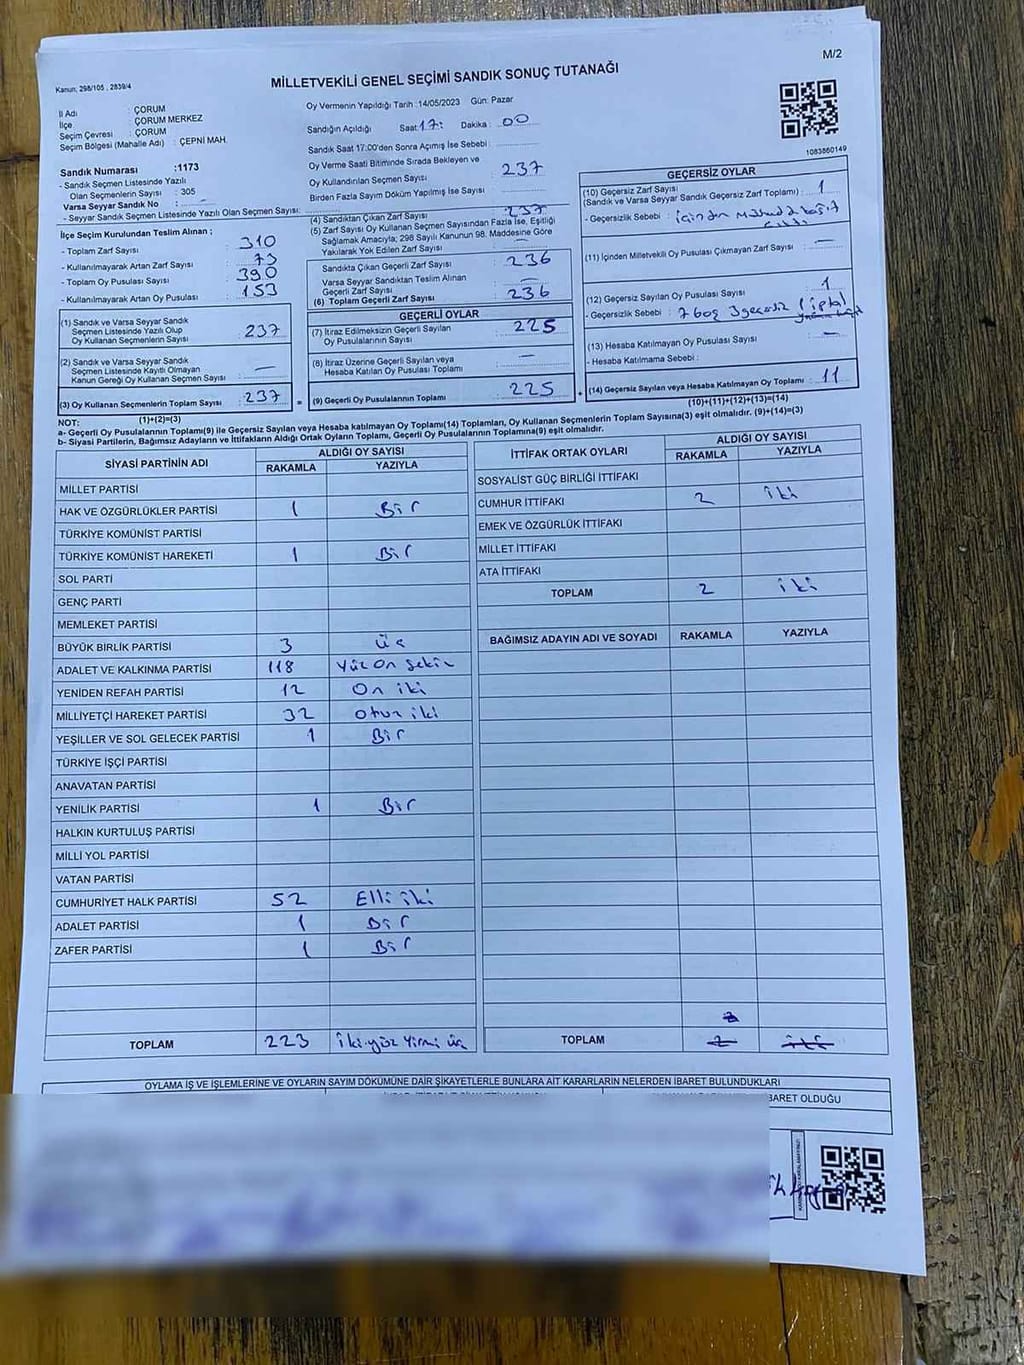 M/2
Kanun: 298/105 , 2839/4
MİLLETVEKİLİ GENEL SEÇİMİ SANDIK SONUÇ TUTANAĞI
İl Adı : ÇORUM
İlçe : ÇORUM MERKEZ
Seçim Çevresi : ÇORUM
Seçim Bölgesi (Mahalle Adı) : ÇEPNİ MAH.
Sandık Numarası :1173
- Sandık Seçmen Listesinde Yazılı
Olan Seçmenlerin Sayısı : 305
Varsa Seyyar Sandık No : -
- Seyyar Sandık Seçmen Listesinde Yazılı Olan Seçmen Sayısı:
İlçe Seçim Kurulundan Teslim Alınan ;
- Toplam Zarf Sayısı : 310
- Kullanılmayarak Artan Zarf Sayısı : 73
- Toplam Oy Pusulası Sayısı : 390
- Kullanılmayarak Artan Oy Pusulası : 153
(1) Sandık ve Varsa Seyyar Sandık
Seçmen Listesinde Yazılı Olup
Oy Kullanan Seçmenlerin Sayısı : 237
(2) Sandık ve Varsa Seyyar Sandık
Seçmen Listesinde Kayıtlı Olmayan
Kanun Gereği Oy Kullanan Seçmen Sayısı : —
(3) Oy Kullanan Seçmenlerin Toplam Sayısı : 237
(1)+(2)=(3)
Oy Vermenin Yapıldığı Tarih :14/05/2023 Gün: Pazar
Sandığın Açıldığı Saat: 17: Dakika : 00
Sandık Saat 17:00'den Sonra Açımış İse Sebebi :
Oy Verme Saati Bitiminde Sırada Bekleyen ve
Oy Kullandırılan Seçmen Sayısı : 237
Birden Fazla Sayım Döküm Yapılmış İse Sayısı :
(4) Sandıktan Çıkan Zarf Sayısı : 237
(5) Zarf Sayısı Oy Kullanan Seçmen Sayısından Fazla İse, Eşitliği
Sağlamak Amacıyla; 298 Sayılı Kanunun 98. Maddesine Göre
Yakılarak Yok Edilen Zarf Sayısı : —
Sandıkta Çıkan Geçerli Zarf Sayısı : 236
Varsa Seyyar Sandıktan Teslim Alınan
Geçerli Zarf Sayısı : —
(6) Toplam Geçerli Zarf Sayısı : 236
GEÇERLİ OYLAR
(7) İtiraz Edilmeksizin Geçerli Sayılan
Oy Pusulalarının Sayısı : 225
(8) İtiraz Üzerine Geçerli Sayılan veya
Hesaba Katılan Oy Pusulası Toplamı : —
(9) Geçerli Oy Pusulalarının Toplamı : 225
1083860149
GEÇERSİZ OYLAR
(10) Geçersiz Zarf Sayısı
(Sandık ve Varsa Seyyar Sandık Geçersiz Zarf Toplamı) : 1
- Geçersizlik Sebebi : İçinden
(11) İçinden Milletvekili Oy Pusulası Çıkmayan Zarf Sayısı : —
(12) Geçersiz Sayılan Oy Pusulası Sayısı : 1
- Geçersizlik Sebebi : 7 boş 3 geçersiz 1 iptal
(13) Hesaba Katılmayan Oy Pusulası Sayısı : —
- Hesaba Katılmama Sebebi :
(14) Geçersiz Sayılan veya Hesaba Katılmayan Oy Toplamı : 11
(10)+(11)+(12)+(13)=(14)
NOT:
a- Geçerli Oy Pusulalarının Toplamı(9) ile Geçersiz Sayılan veya Hesaba Katılmayan Oy Toplamı(14) Toplamları, Oy Kullanan Seçmenlerin Toplam Sayısına(3) eşit olmalıdır. (9)+(14)=(3)
b- Siyasi Partilerin, Bağımsız Adayların ve İttifakların Aldığı Ortak Oyların Toplamı, Geçerli Oy Pusulalarının Toplamına(9) eşit olmalıdır.
SİYASİ PARTİNİN ADI ALDIĞI OY SAYISI
RAKAMLA YAZIYLA
MİLLET PARTİSİ
HAK VE ÖZGÜRLÜKLER PARTİSİ 1 Bir
TÜRKİYE KOMÜNİST PARTİSİ
TÜRKİYE KOMÜNİST HAREKETİ 1 Bir
SOL PARTİ
GENÇ PARTİ
MEMLEKET PARTİSİ
BÜYÜK BİRLİK PARTİSİ 3 Üç
ADALET VE KALKINMA PARTİSİ 118 Yüz On Sekiz
YENİDEN REFAH PARTİSİ 12 On iki
MİLLİYETÇİ HAREKET PARTİSİ 32 Otuz iki
YEŞİLLER VE SOL GELECEK PARTİSİ 1 Bir
TÜRKİYE İŞÇİ PARTİSİ
ANAVATAN PARTİSİ
YENİLİK PARTİSİ 1 Bir
HALKIN KURTULUŞ PARTİSİ
MİLLİ YOL PARTİSİ
VATAN PARTİSİ
CUMHURİYET HALK PARTİSİ 52 Elli iki
ADALET PARTİSİ 1 Bir
ZAFER PARTİSİ 1 Bir
TOPLAM 223 İki yüz Yirmi üç
İTTİFAK ORTAK OYLARI ALDIĞI OY SAYISI
RAKAMLA YAZIYLA
SOSYALİST GÜÇ BİRLİĞİ İTTİFAKI
CUMHUR İTTİFAKI 2 iki
EMEK VE ÖZGÜRLÜK İTTİFAKI
MİLLET İTTİFAKI
ATA İTTİFAKI
TOPLAM 2 iki
BAĞIMSIZ ADAYIN ADI VE SOYADI RAKAMLA YAZIYLA
2
TOPLAM 2 iki
OYLAMA İŞ VE İŞLEMLERİNE VE OYLARIN SAYIM DÖKÜMÜNE DAİR ŞİKAYETLERLE BUNLARA AİT KARARLARIN NELERDEN İBARET BULUNDUKLARI
BARET OLDUĞU